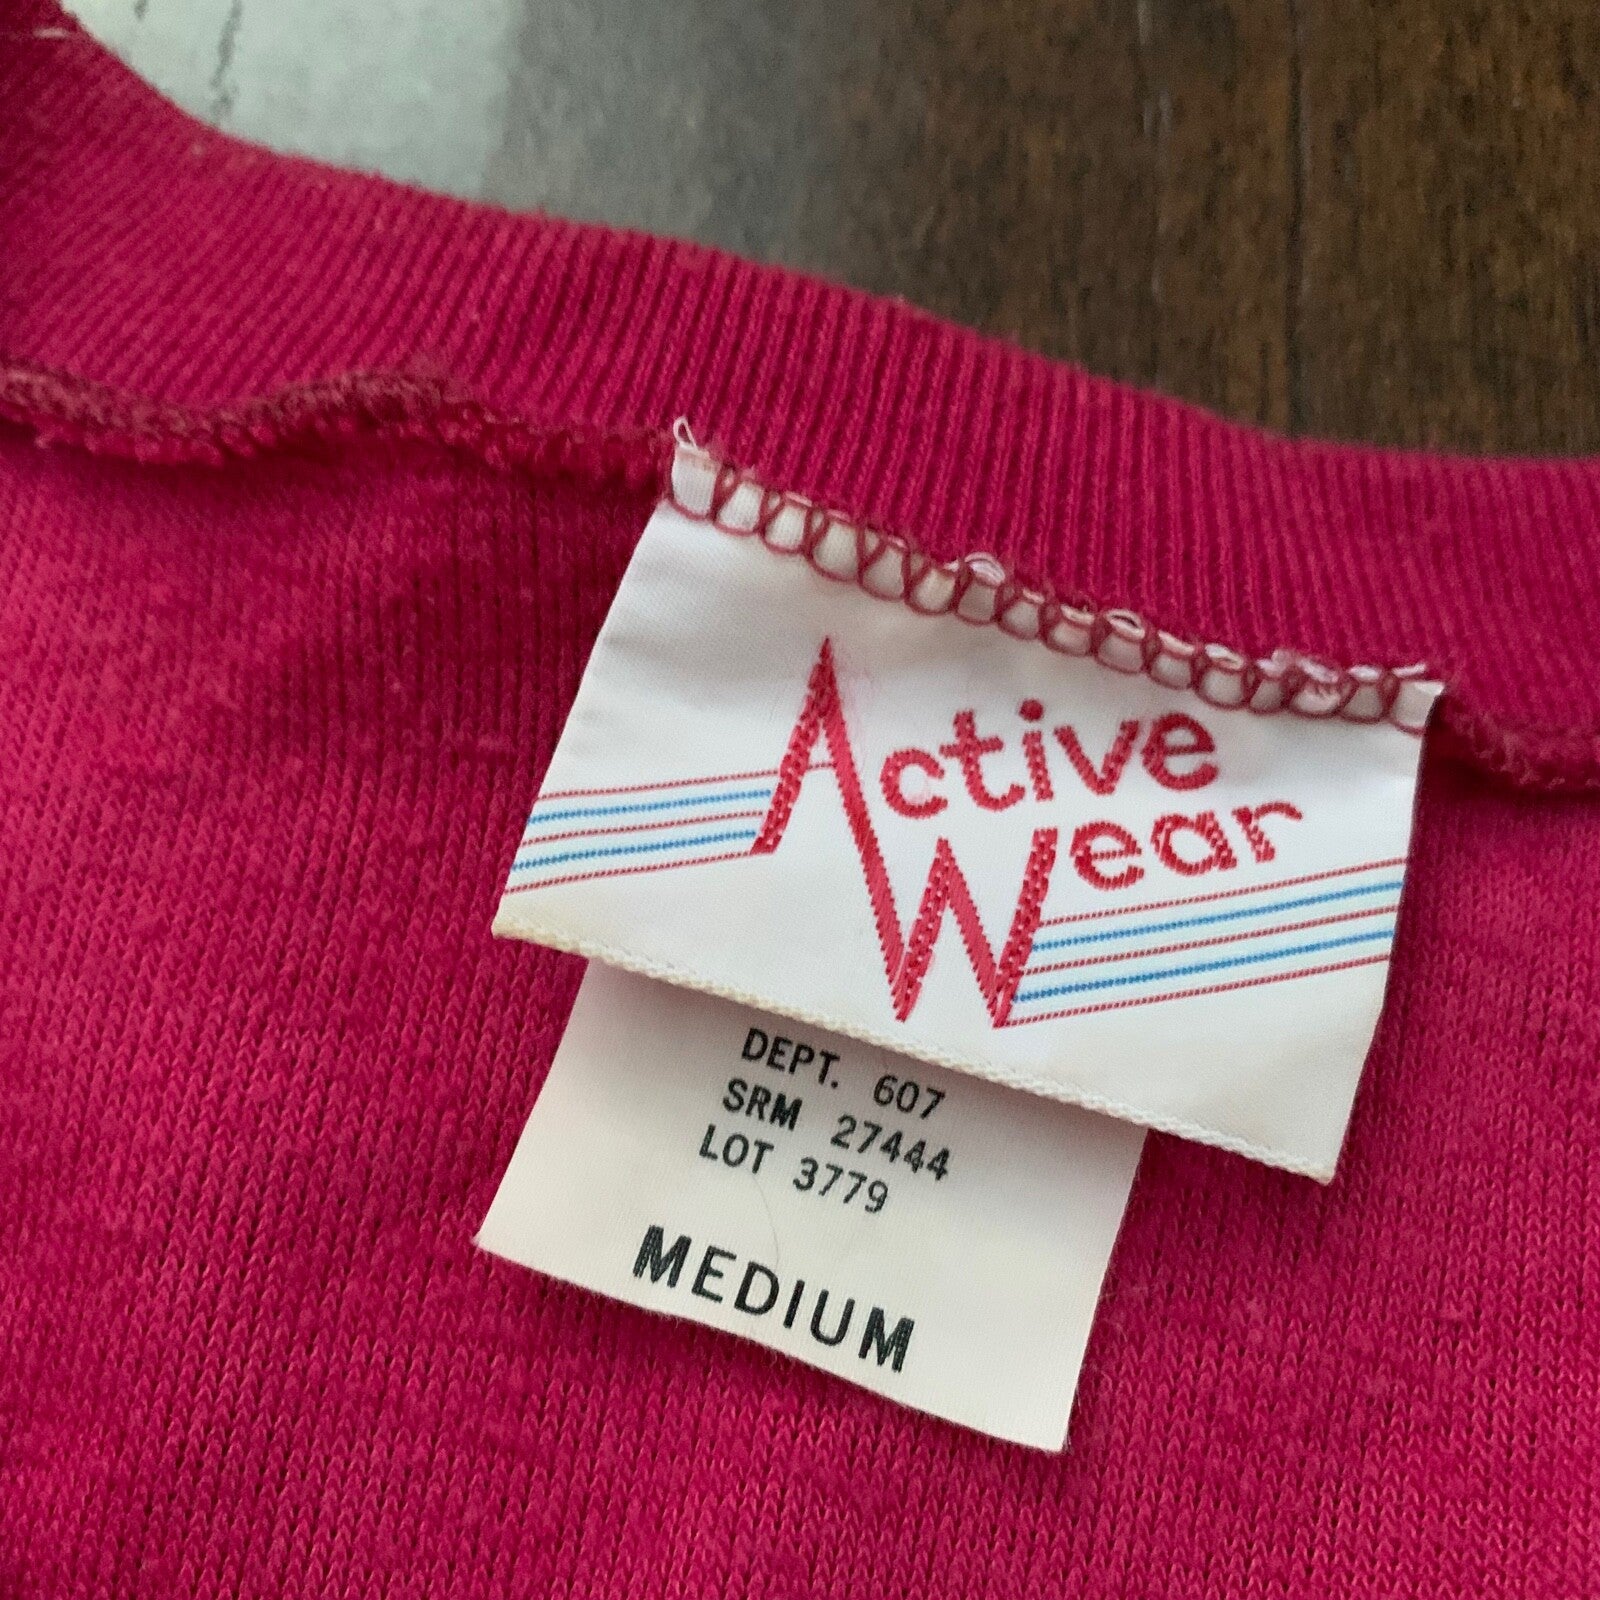 Active
Wear
DEPT. 607
SRM 27444
LOT 3779
MEDIUM